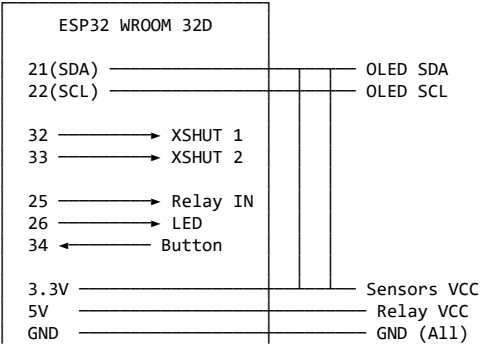 ESP32 WROOM 32D
21(SDA) OLED SDA
22(SCL) OLED SCL
32 XSHUT 1
33 XSHUT 2
25 Relay IN
26 LED
34 Button
3.3V Sensors VCC
5V Relay VCC
GND GND (All)